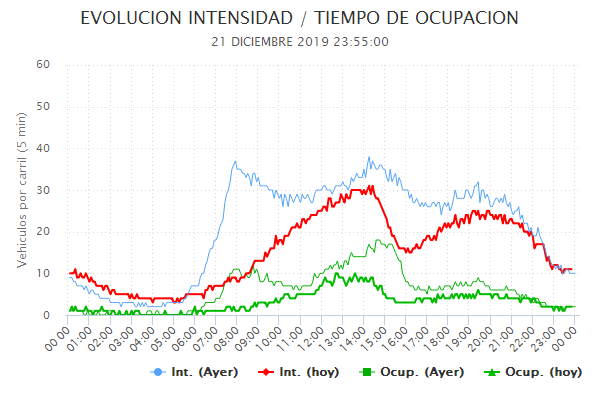 EVOLUCION INTENSIDAD / TIEMPO DE OCUPACION
21 DICIEMBRE 2019 23:55:00
Vehiculos por carril (5 min)
60
50
40
30
20
10
0
00:00 01:00 02:00 03:00 04:00 05:00 06:00 07:00 08:00 09:00 10:00 11:00 12:00 13:00 14:00 15:00 16:00 17:00 18:00 19:00 20:00 21:00 22:00 23:00 00:00
Int. (Ayer) Int. (hoy) Ocup. (Ayer) Ocup. (hoy)